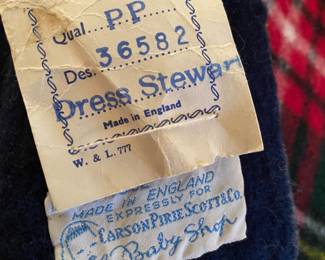 Qual. P.P
36582
Des.
Dress Stewar
Made in England
W. & L. 777
MADE IN ENGLAND
EXPRESSLY FOR
CARSON PIRIE SCOTT & Co.
Baby Shop